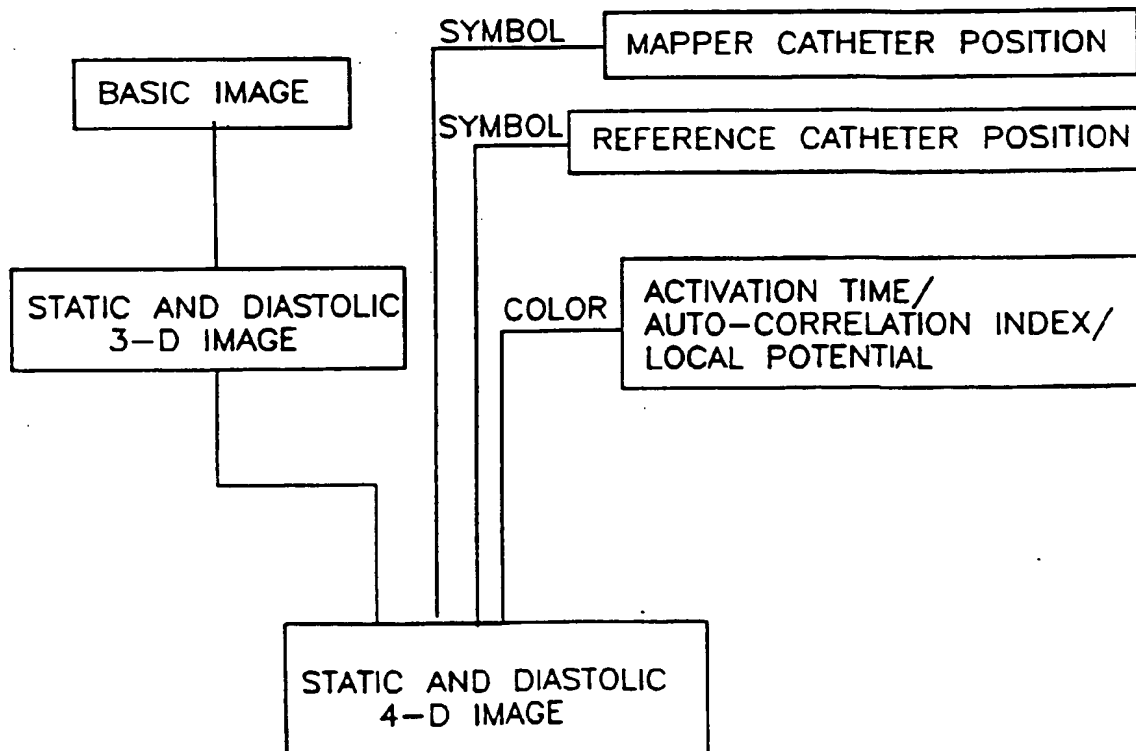 SYMBOL
MAPPER CATHETER POSITION
BASIC IMAGE
SYMBOL
REFERENCE CATHETER POSITION
STATIC AND DIASTOLIC
3-D IMAGE
COLOR
ACTIVATION TIME/
AUTO-CORRELATION INDEX/
LOCAL POTENTIAL
STATIC AND DIASTOLIC
4-D IMAGE